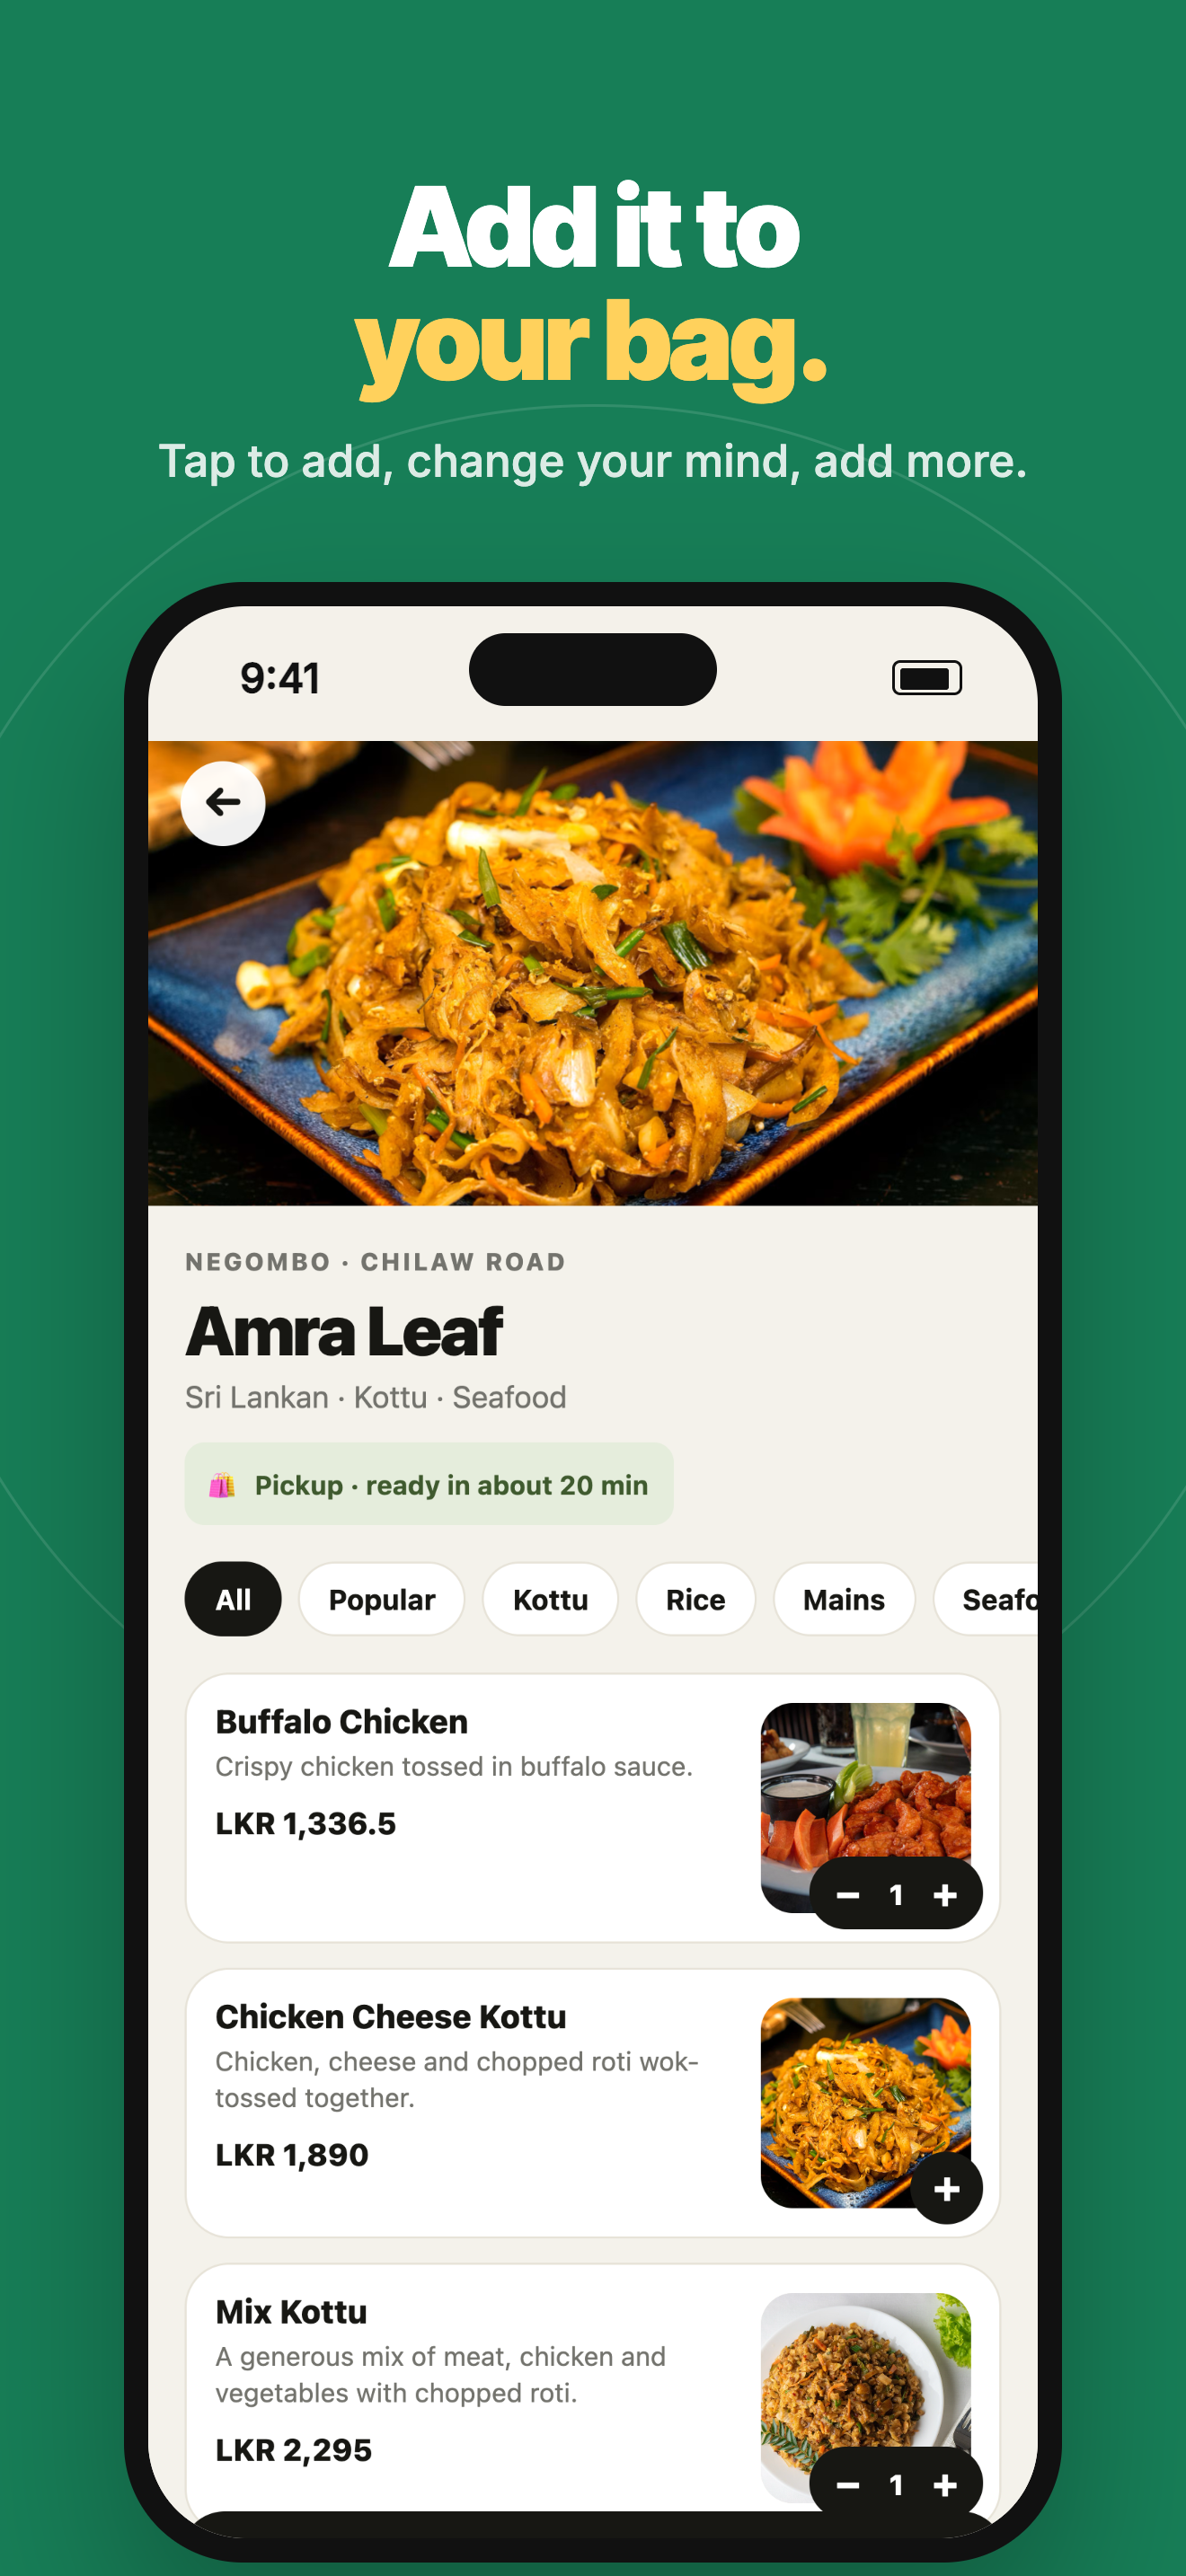 Add it to
your bag.
Tap to add, change your mind, add more.
9:41
NEGOMBO · CHILAW ROAD
Amra Leaf
Sri Lankan · Kottu · Seafood
Pickup · ready in about 20 min
All Popular Kottu Rice Mains Seafo
Buffalo Chicken
Crispy chicken tossed in buffalo sauce.
LKR 1,336.5
− 1 +
Chicken Cheese Kottu
Chicken, cheese and chopped roti wok-
tossed together.
LKR 1,890
+
Mix Kottu
A generous mix of meat, chicken and
vegetables with chopped roti.
LKR 2,295
− 1 +